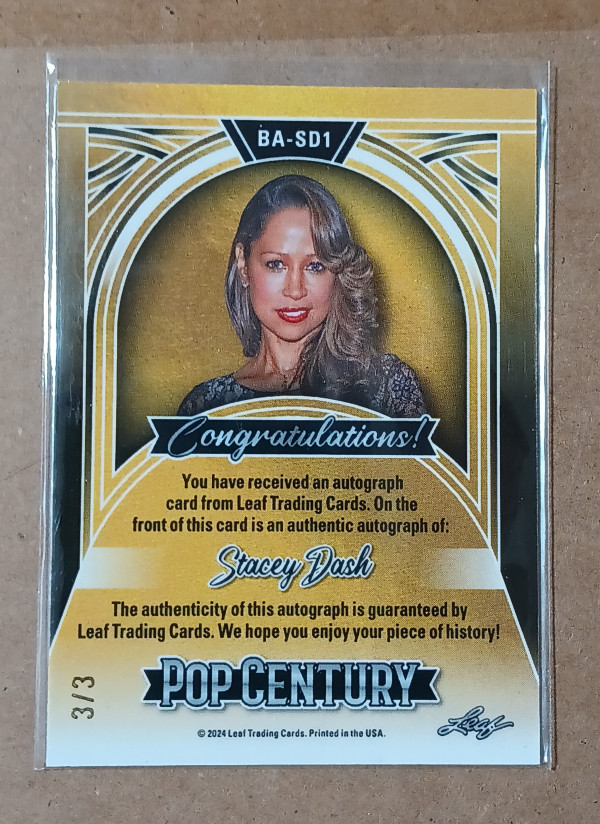 BA-SD1
Congratulations!
You have received an autograph
card from Leaf Trading Cards. On the
front of this card is an authentic autograph of:
Stacey Dash
The authenticity of this autograph is guaranteed by
Leaf Trading Cards. We hope you enjoy your piece of history!
POP CENTURY
3/3
© 2024 Leaf Trading Cards. Printed in the USA.
Leaf